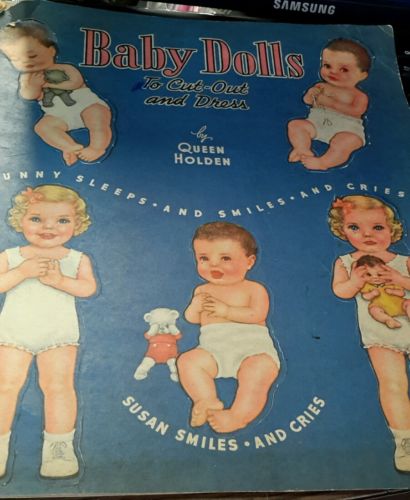 SAMSUNG
Baby Dolls
To Cut-Out
and Dress
by
QUEEN
HOLDEN
UNNY SLEEPS · AND SMILES · AND CRIES
SUSAN SMILES · AND CRIES